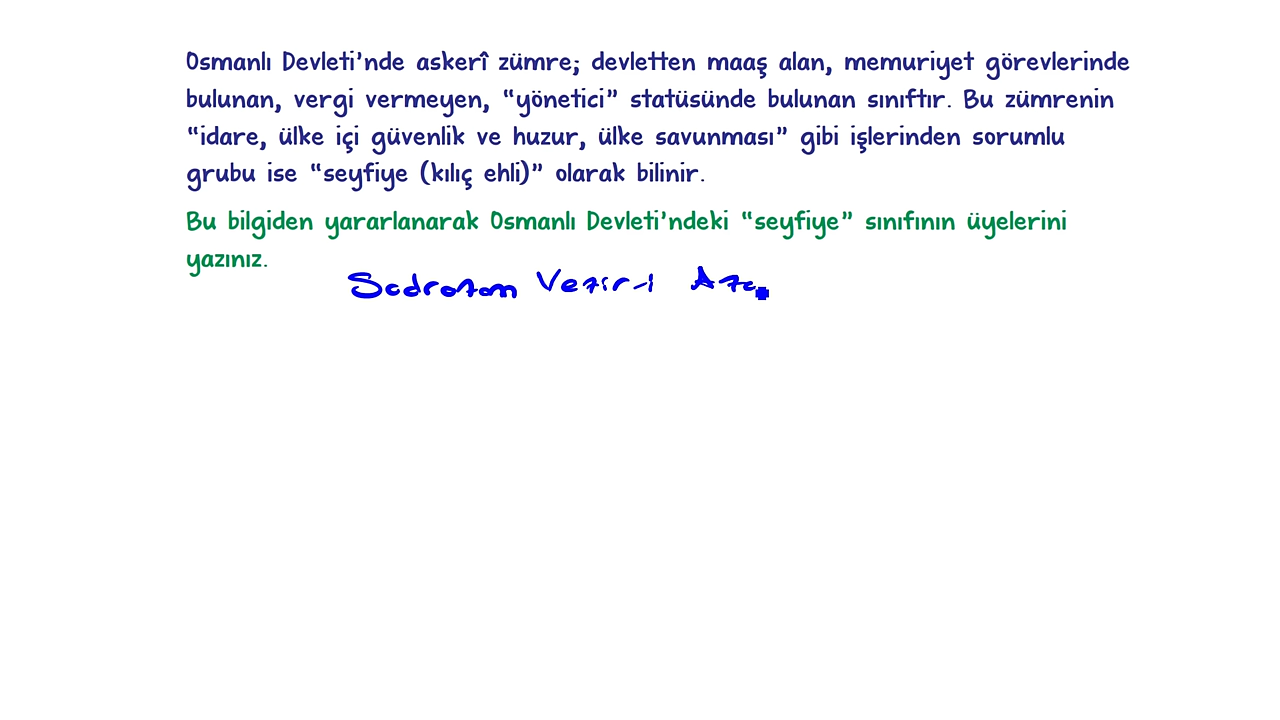 Osmanlı Devleti'nde askerî zümre; devletten maaş alan, memuriyet görevlerinde
bulunan, vergi vermeyen, "yönetici" statüsünde bulunan sınıftır. Bu zümrenin
"idare, ülke içi güvenlik ve huzur, ülke savunması" gibi işlerinden sorumlu
grubu ise "seyfiye (kılıç ehli)" olarak bilinir.
Bu bilgiden yararlanarak Osmanlı Devleti'ndeki "seyfiye" sınıfının üyelerini
yazınız.
Sadrazam Vezir-i Aza